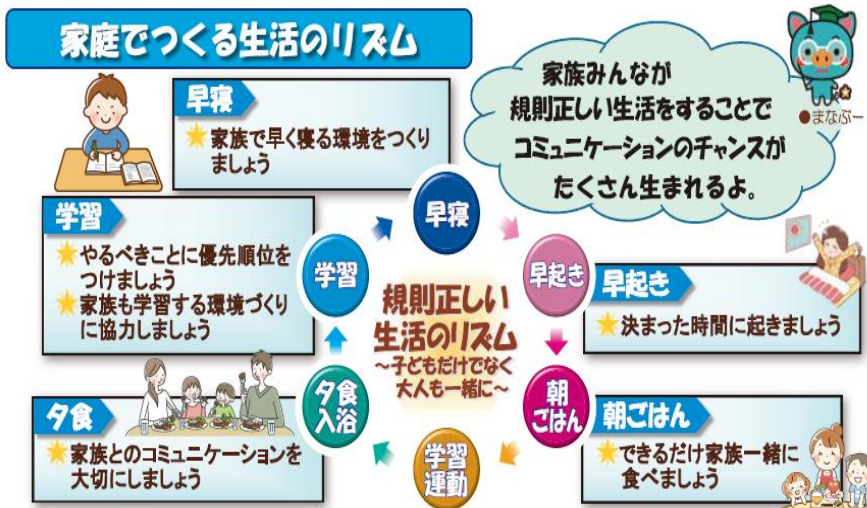 家庭でつくる生活のリズム
家族みんなが
規則正しい生活をすることで
コミュニケーションのチャンスが
たくさん生まれるよ。
●まなぶー
早寝
家族で早く寝る環境をつくり
ましょう
学習
やるべきことに優先順位を
つけましょう
家族も学習する環境づくり
に協力しましょう
夕食
家族とのコミュニケーションを
大切にしましょう
早寝
早起き
朝
ごはん
学習
運動
夕食
入浴
学習
規則正しい
生活のリズム
～子どもだけでなく
大人も一緒に～
早起き
決まった時間に起きましょう
朝ごはん
できるだけ家族一緒に
食べましょう